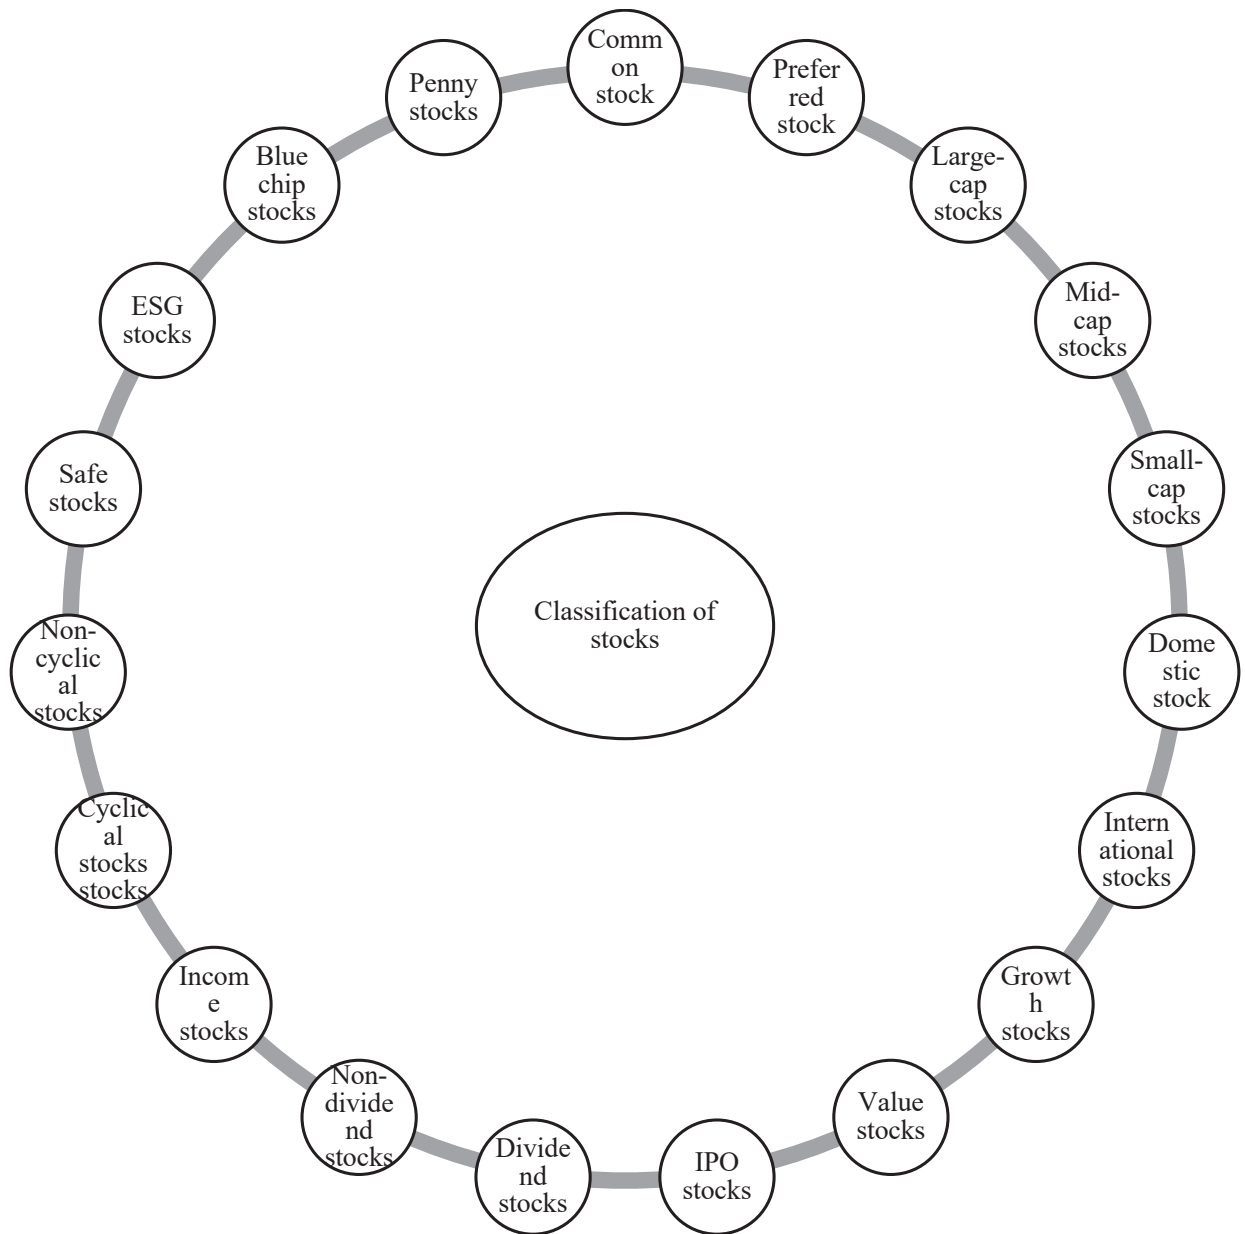 Comm
on
stock
Prefer
red
stock
Large-
cap
stocks
Mid-
cap
stocks
Small-
cap
stocks
Dome
stic
stock
Intern
ational
stocks
Growt
h
stocks
Value
stocks
IPO
stocks
Divide
nd
stocks
Non-
divide
nd
stocks
Incom
e
stocks
Cyclic
al
stocks
stocks
Non-
cyclic
al
stocks
Safe
stocks
ESG
stocks
Blue
chip
stocks
Penny
stocks
Classification of
stocks